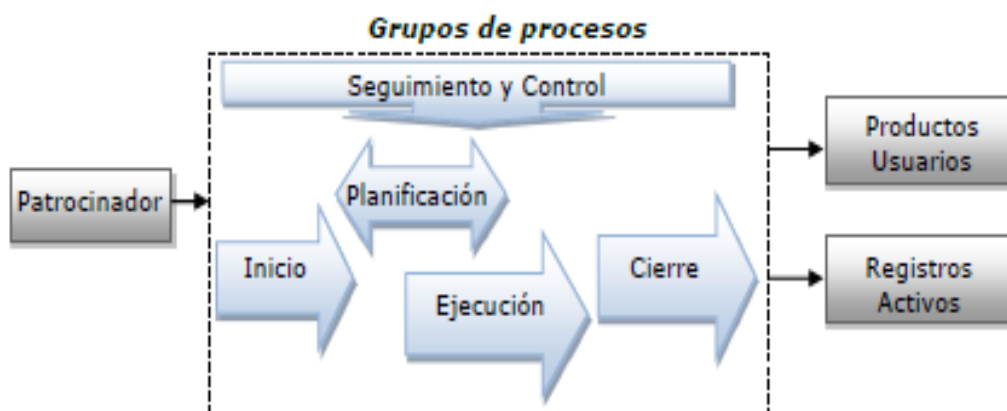 Grupos de procesos
Seguimiento y Control
Patrocinador
Planificación
Inicio
Ejecución
Cierre
Productos
Usuarios
Registros
Activos